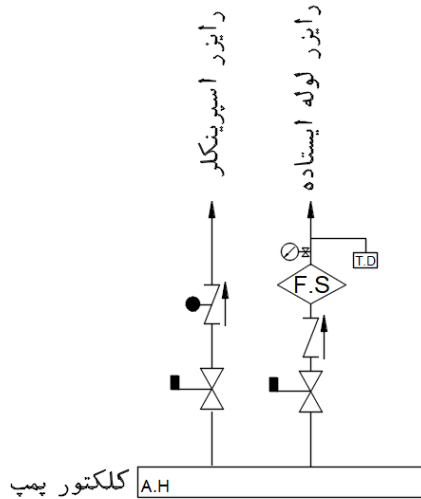 رایزر اسپرینکلر
رایزر لوله ایستاده
T.D
F.S
کلکتور پمپ
A.H